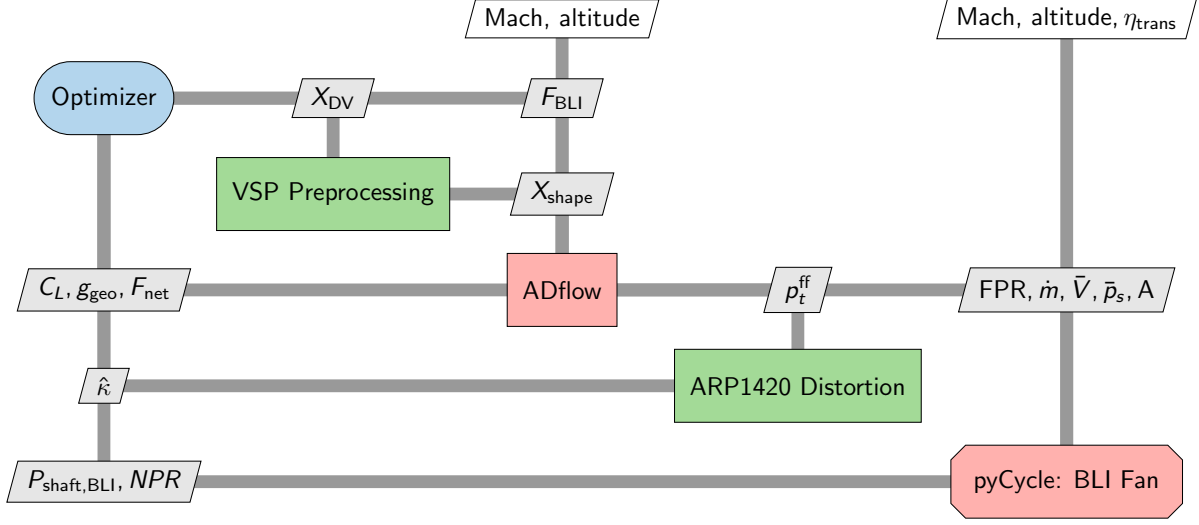 Mach, altitude
Mach, altitude, η_trans
Optimizer
X_DV
F_BLI
VSP Preprocessing
X_shape
C_L, g_geo, F_net
ADflow
p_t^ff
FPR, ṁ, V̄, p̄_s, A
κ̂
ARP1420 Distortion
P_shaft,BLI, NPR
pyCycle: BLI Fan